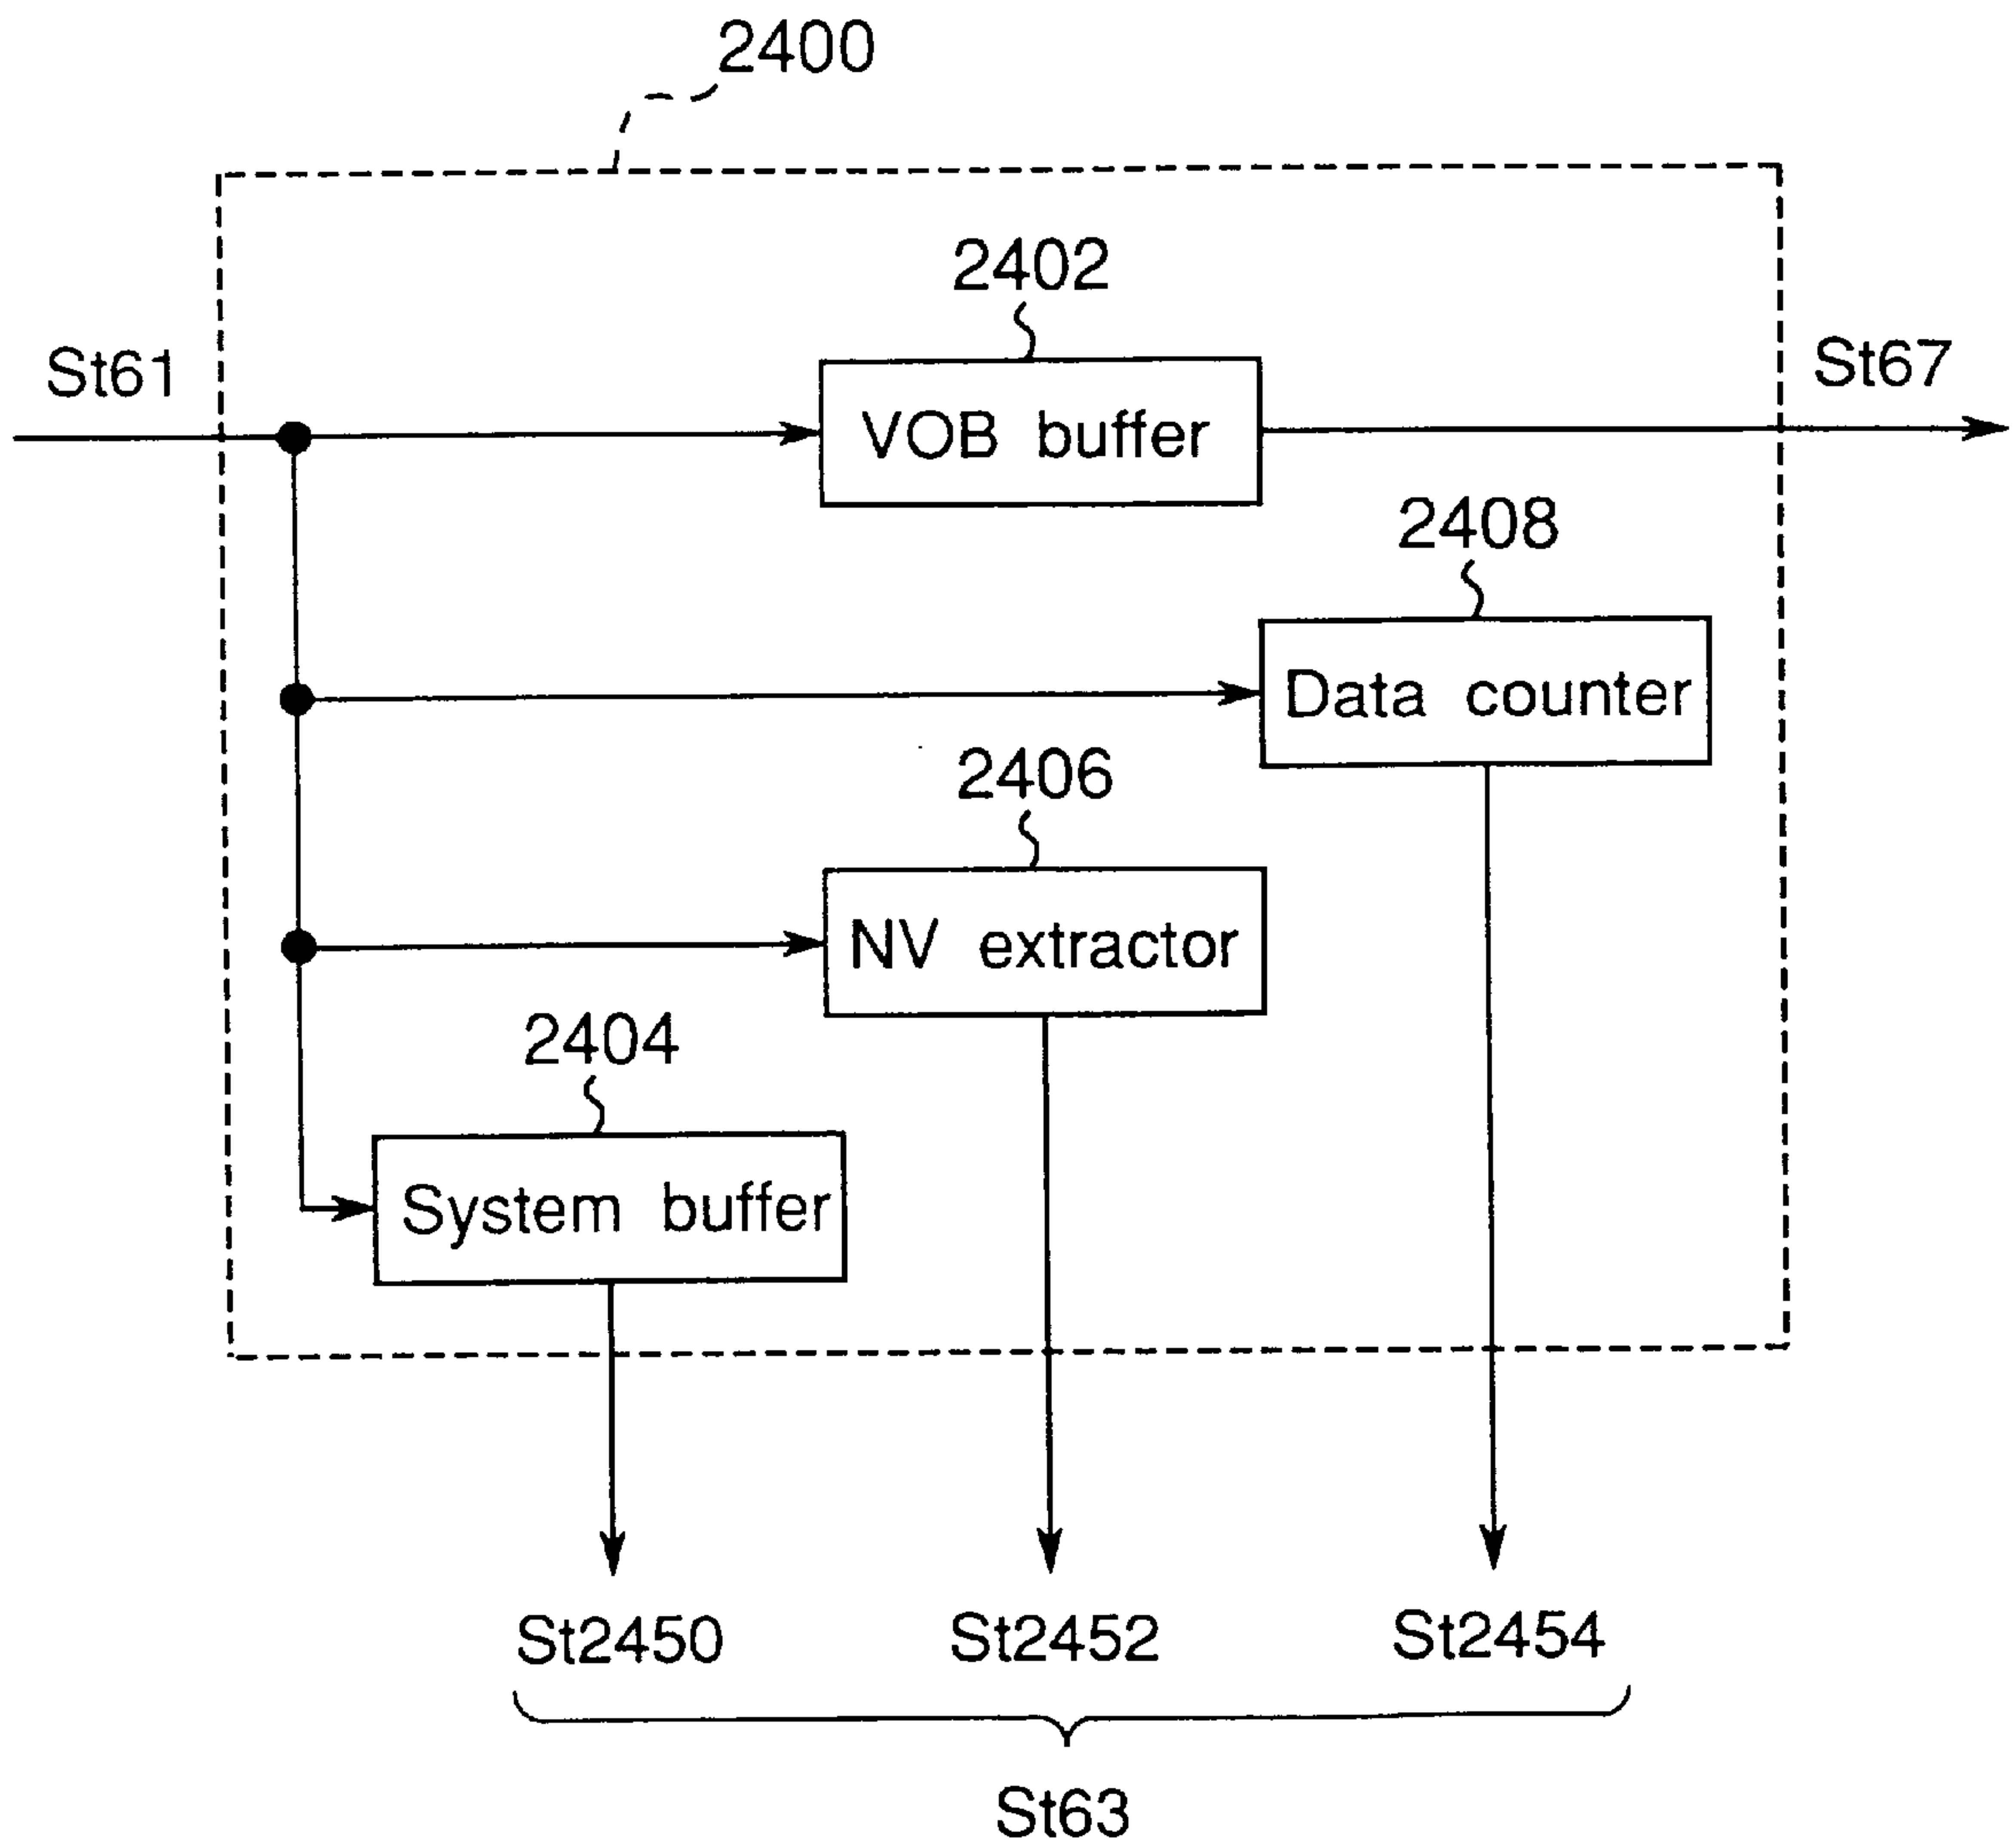 2400
2402
St61
VOB buffer
St67
2408
Data counter
2406
NV extractor
2404
System buffer
St2450
St2452
St2454
St63